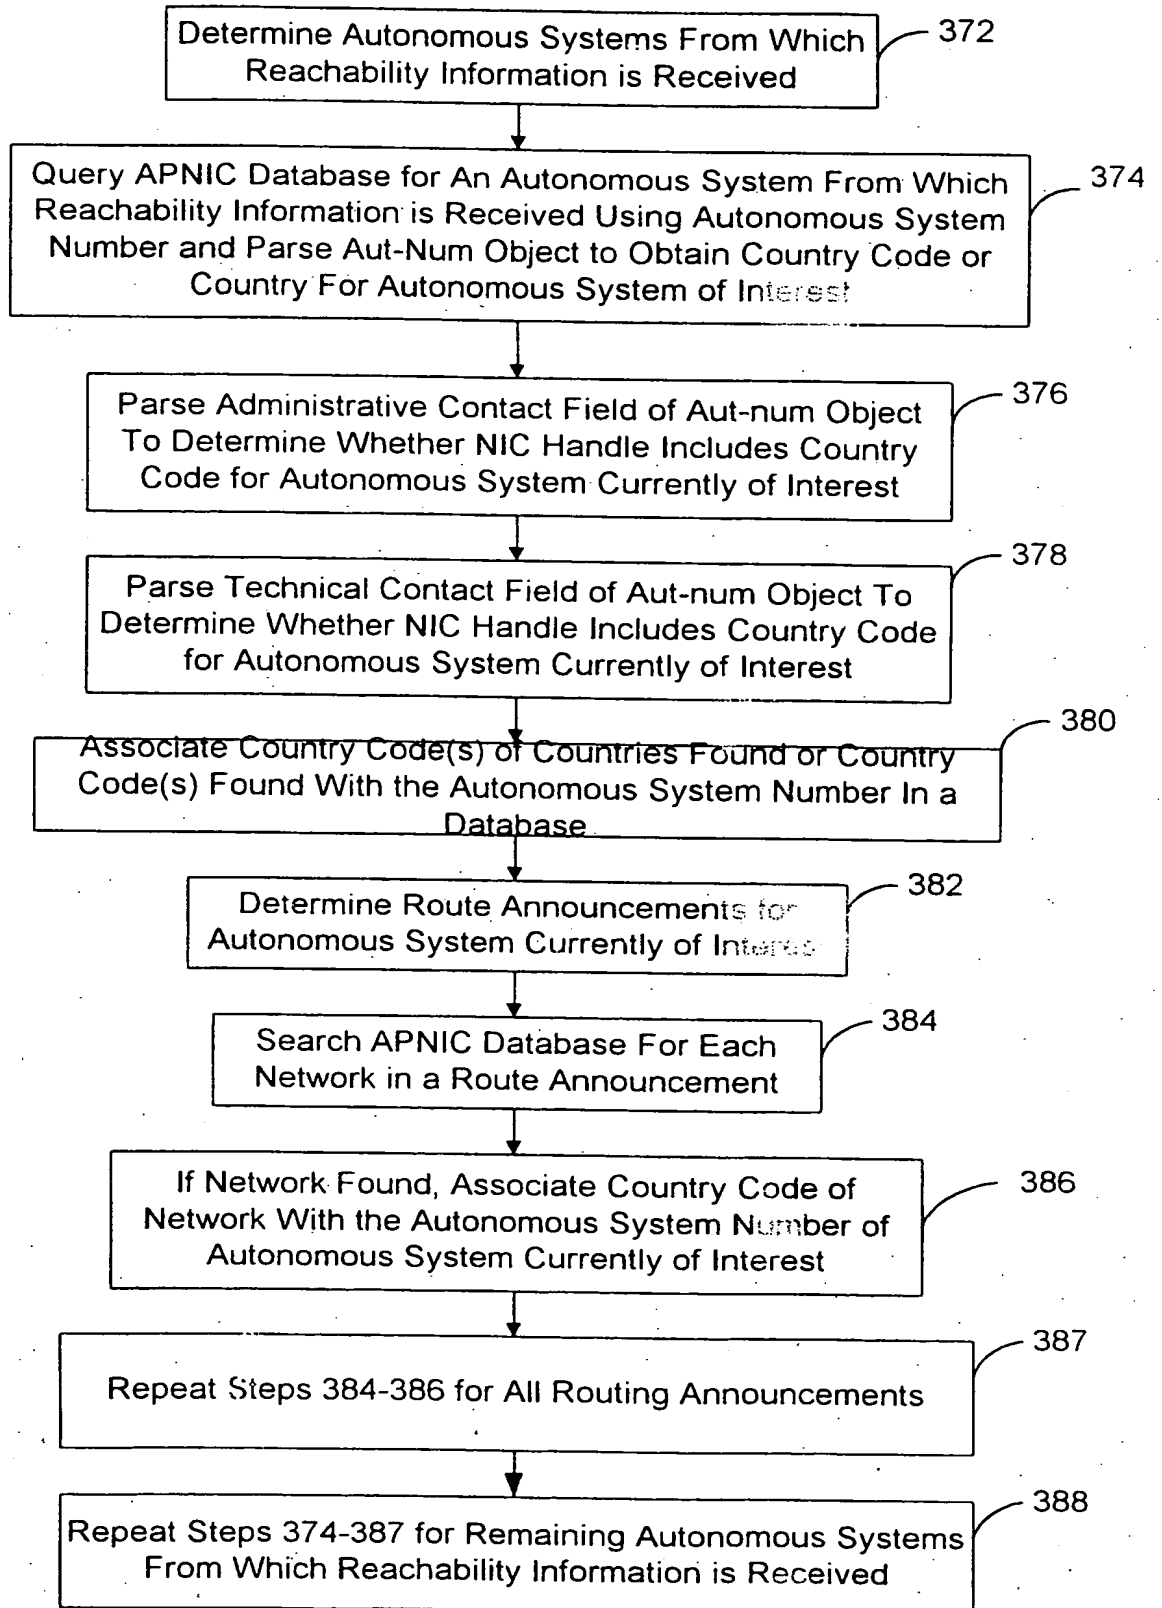 Determine Autonomous Systems From Which
Reachability Information is Received
372
Query APNIC Database for An Autonomous System From Which
Reachability Information is Received Using Autonomous System
Number and Parse Aut-Num Object to Obtain Country Code or
Country For Autonomous System of Interest
374
Parse Administrative Contact Field of Aut-num Object
To Determine Whether NIC Handle Includes Country
Code for Autonomous System Currently of Interest
376
Parse Technical Contact Field of Aut-num Object To
Determine Whether NIC Handle Includes Country Code
for Autonomous System Currently of Interest
378
Associate Country Code(s) of Countries Found or Country
Code(s) Found With the Autonomous System Number In a
Database
380
Determine Route Announcements for
Autonomous System Currently of Interes
382
Search APNIC Database For Each
Network in a Route Announcement
384
If Network Found, Associate Country Code of
Network With the Autonomous System Number of
Autonomous System Currently of Interest
386
Repeat Steps 384-386 for All Routing Announcements
387
Repeat Steps 374-387 for Remaining Autonomous Systems
From Which Reachability Information is Received
388